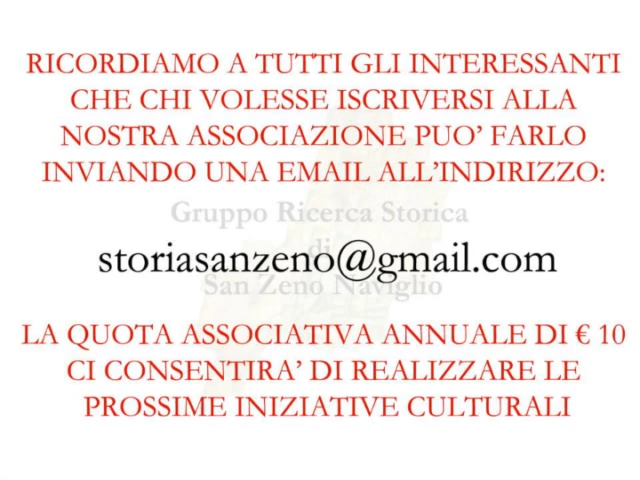 RICORDIAMO A TUTTI GLI INTERESSANTI
CHE CHI VOLESSE ISCRIVERSI ALLA
NOSTRA ASSOCIAZIONE PUO' FARLO
INVIANDO UNA EMAIL ALL'INDIRIZZO:
Gruppo Ricerca Storica
di
storiasanzeno@gmail.com
San Zeno Naviglio
LA QUOTA ASSOCIATIVA ANNUALE DI € 10
CI CONSENTIRA' DI REALIZZARE LE
PROSSIME INIZIATIVE CULTURALI